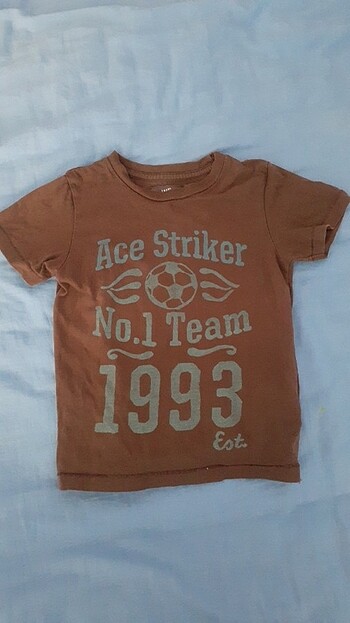 Ace Striker
No.1 Team
1993
Est.